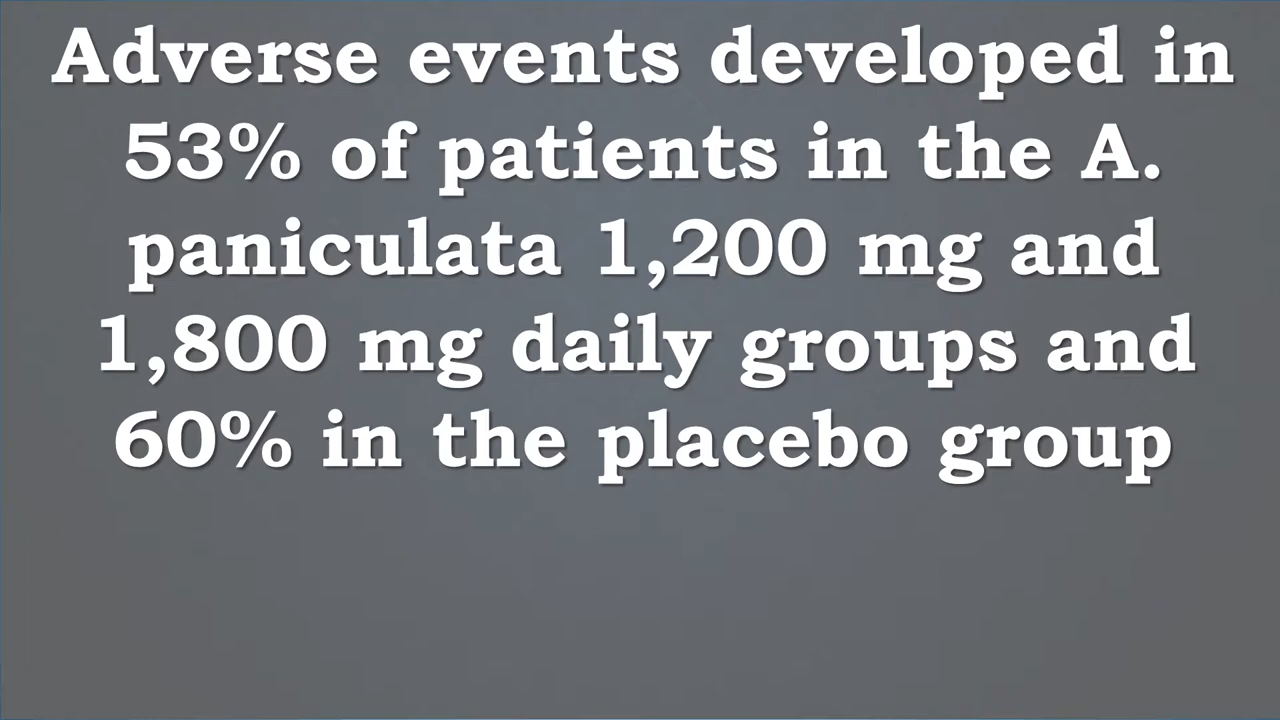 Adverse events developed in
53% of patients in the A.
paniculata 1,200 mg and
1,800 mg daily groups and
60% in the placebo group